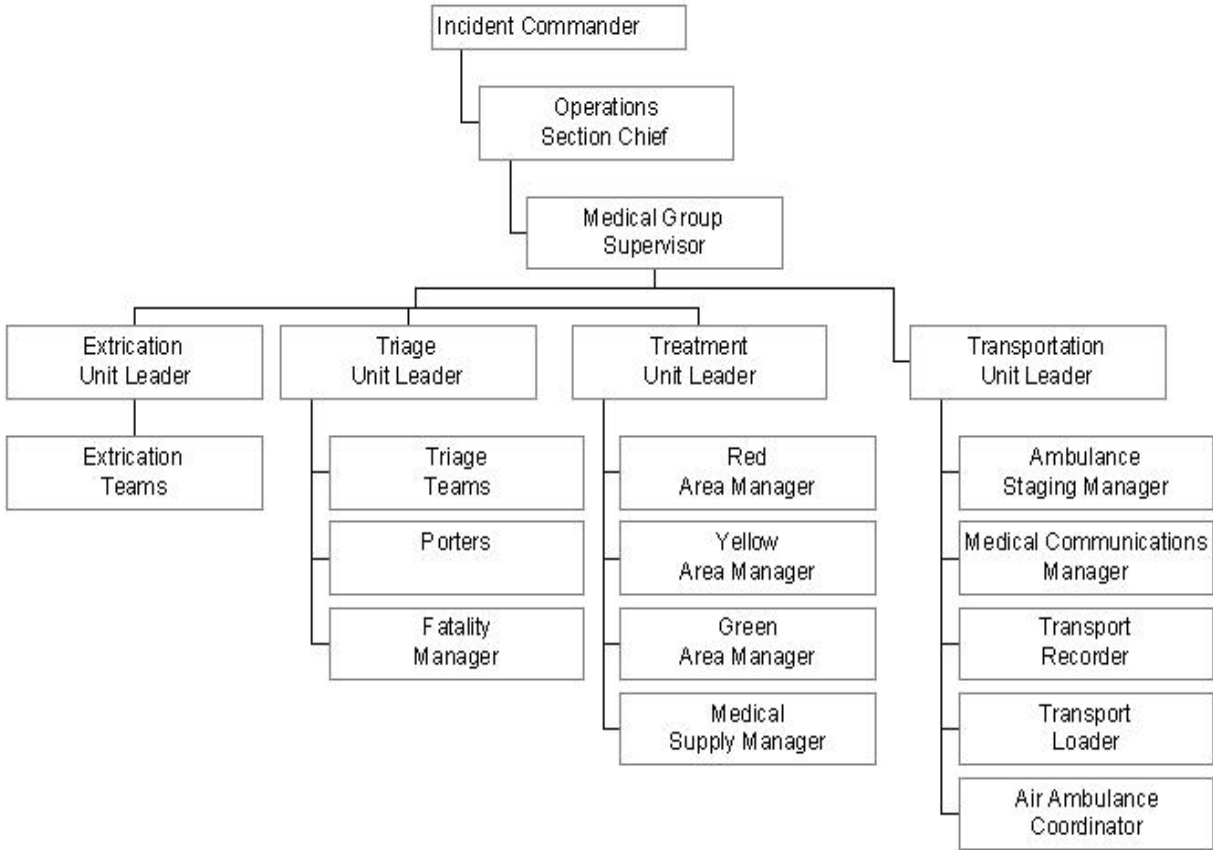 Incident Commander
Operations
Section Chief
Medical Group
Supervisor
Extrication
Unit Leader
Triage
Unit Leader
Treatment
Unit Leader
Transportation
Unit Leader
Extrication
Teams
Triage
Teams
Porters
Fatality
Manager
Red
Area Manager
Yellow
Area Manager
Green
Area Manager
Medical
Supply Manager
Ambulance
Staging Manager
Medical Communications
Manager
Transport
Recorder
Transport
Loader
Air Ambulance
Coordinator